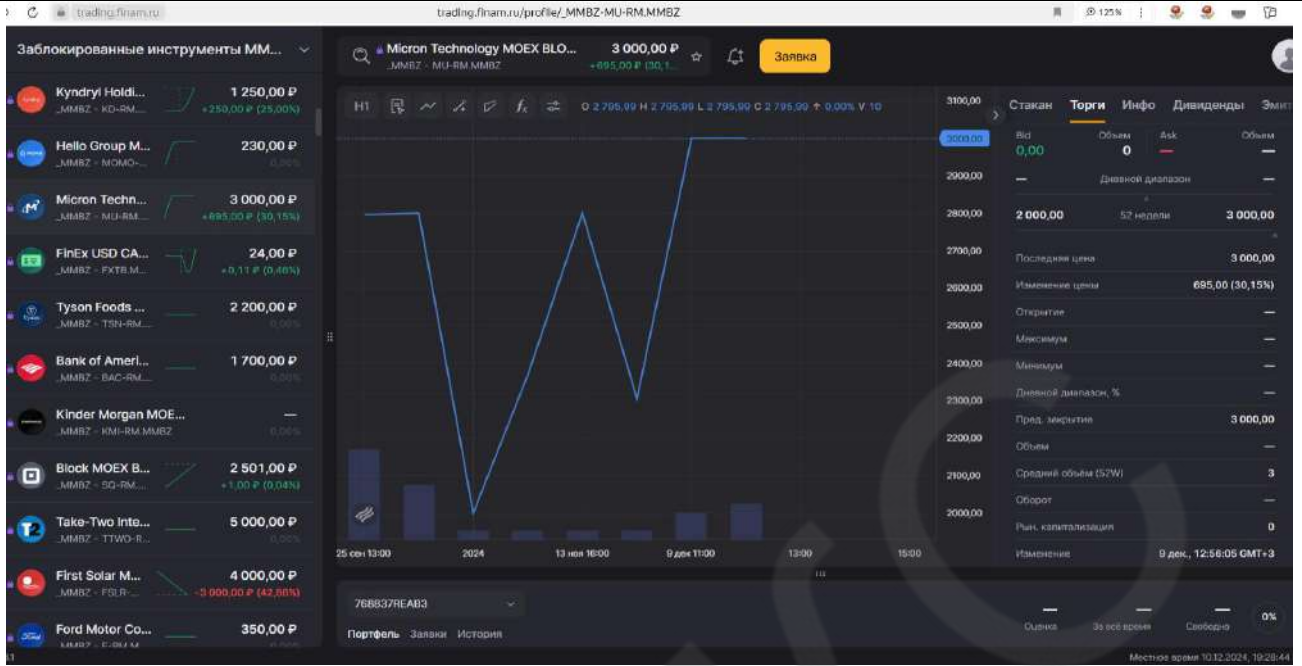 trading.finam.ru
trading.finam.ru/profile/_MMBZ-MU-RM.MMBZ
125%
Заблокированные инструменты MM...
Micron Technology MOEX BLO...
_MMBZ - MU-RM.MMBZ
3 000,00 ₽
+695,00 ₽ (30,1...
Заявка
Kyndryl Holdi...
1 250,00 ₽
_MMBZ - KD-RM...
+250,00 ₽ (25,00%)
Hello Group M...
230,00 ₽
_MMBZ - MOMO-...
0,00%
Micron Techn...
3 000,00 ₽
_MMBZ - MU-RM...
+695,00 ₽ (30,15%)
FinEx USD CA...
24,00 ₽
_MMBZ - FXTB.M...
+0,11 ₽ (0,46%)
Tyson Foods ...
2 200,00 ₽
_MMBZ - TSN-RM...
0,00%
Bank of Ameri...
1 700,00 ₽
_MMBZ - BAC-RM...
0,00%
Kinder Morgan MOE...
—
_MMBZ - KMI-RM.MMBZ
0,00%
Block MOEX B...
2 501,00 ₽
_MMBZ - SQ-RM...
+1,00 ₽ (0,04%)
Take-Two Inte...
5 000,00 ₽
_MMBZ - TTWO-R...
0,00%
First Solar M...
4 000,00 ₽
_MMBZ - FSLR-...
Ford Motor Co...
350,00 ₽
_MMBZ - F-RM.M
H1
O 2 795,99 H 2 795,99 L 2 795,99 C 2 795,99 0,00% V 10
3100,00
3000,00
2900,00
2800,00
2700,00
2600,00
2500,00
2400,00
2300,00
2200,00
2100,00
2000,00
25 сен 13:00
2024
13 ноя 16:00
9 дек 11:00
13:00
15:00
Стакан Торги Инфо Дивиденды Эмит
Bid Объем Ask Объем
0,00 0 — —
— Дневной диапазон —
2 000,00 52 недели 3 000,00
Последняя цена 3 000,00
Изменение цены 695,00 (30,15%)
Открытие —
Максимум —
Минимум —
Дневной диапазон, % —
Пред. закрытие 3 000,00
Объем —
Средний объём (52W) 3
Оборот —
Рын. капитализация 0
Изменение 9 дек., 12:56:05 GMT+3
768837REAB3
Портфель Заявки История
— — —
Оценка За всё время Свободно
0%
Местное время 10.12.2024, 19:28:44